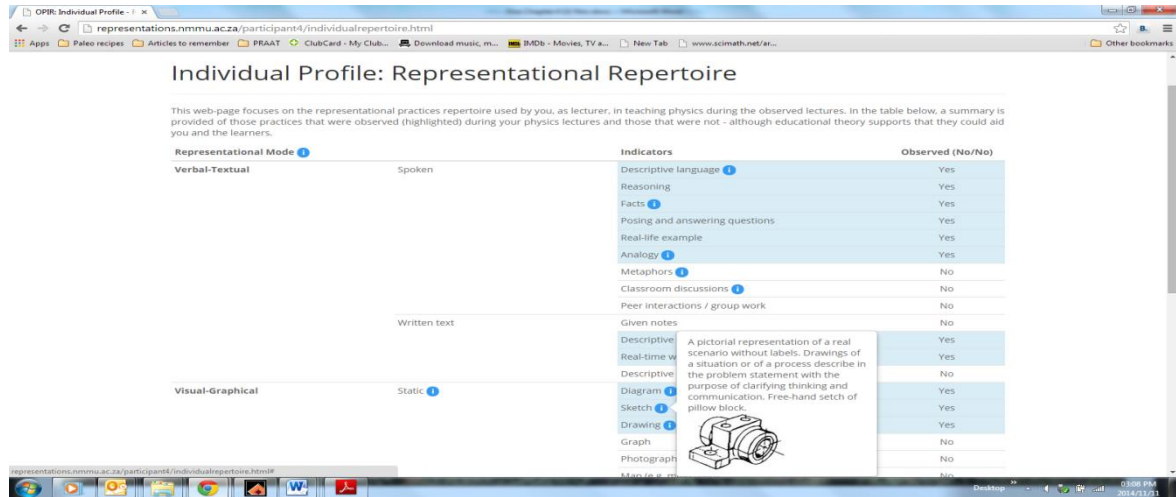 OPIR: Individual Profile -
representations.nmmu.ac.za/participant4/individualrepertoire.html
Apps Paleo recipes Articles to remember PRAAT ClubCard - My Club... Download music, m... IMDb - Movies, TV a... New Tab www.scimath.net/ar... Other bookmarks
Individual Profile: Representational Repertoire
This web-page focuses on the representational practices repertoire used by you, as lecturer, in teaching physics during the observed lectures. In the table below, a summary is
provided of those practices that were observed (highlighted) during your physics lectures and those that were not - although educational theory supports that they could aid
you and the learners.
Representational Mode Indicators Observed (No/No)
Verbal-Textual Spoken Descriptive language Yes
Reasoning Yes
Facts Yes
Posing and answering questions Yes
Real-life example Yes
Analogy Yes
Metaphors No
Classroom discussions No
Peer interactions / group work No
Written text Given notes No
Descriptive Yes
Real-time w Yes
Descriptive No
Visual-Graphical Static Diagram Yes
Sketch Yes
Drawing Yes
Graph No
Photograph No
Map (e.g. m No
A pictorial representation of a real
scenario without labels. Drawings of
a situation or of a process describe in
the problem statement with the
purpose of clarifying thinking and
communication. Free-hand setch of
pillow block.
representations.nmmu.ac.za/participant4/individualrepertoire.html#
Desktop 03:08 PM
2014/11/11